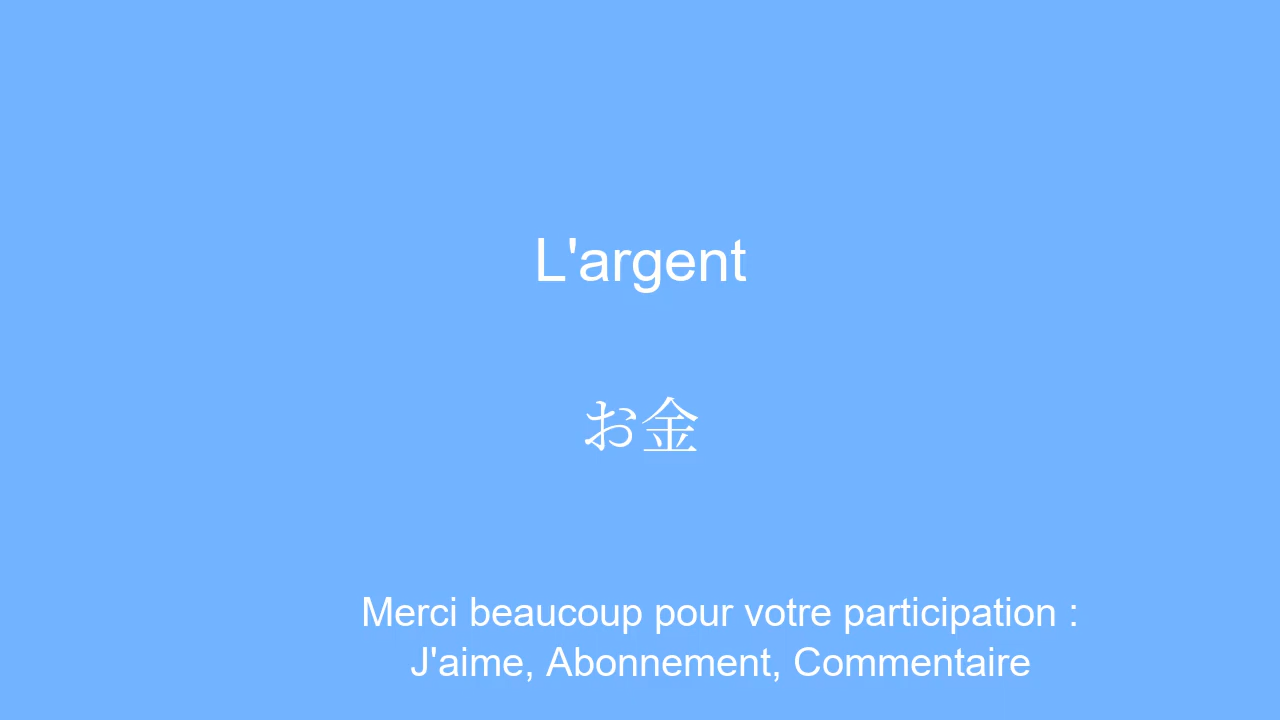 L'argent
お金
Merci beaucoup pour votre participation :
J'aime, Abonnement, Commentaire